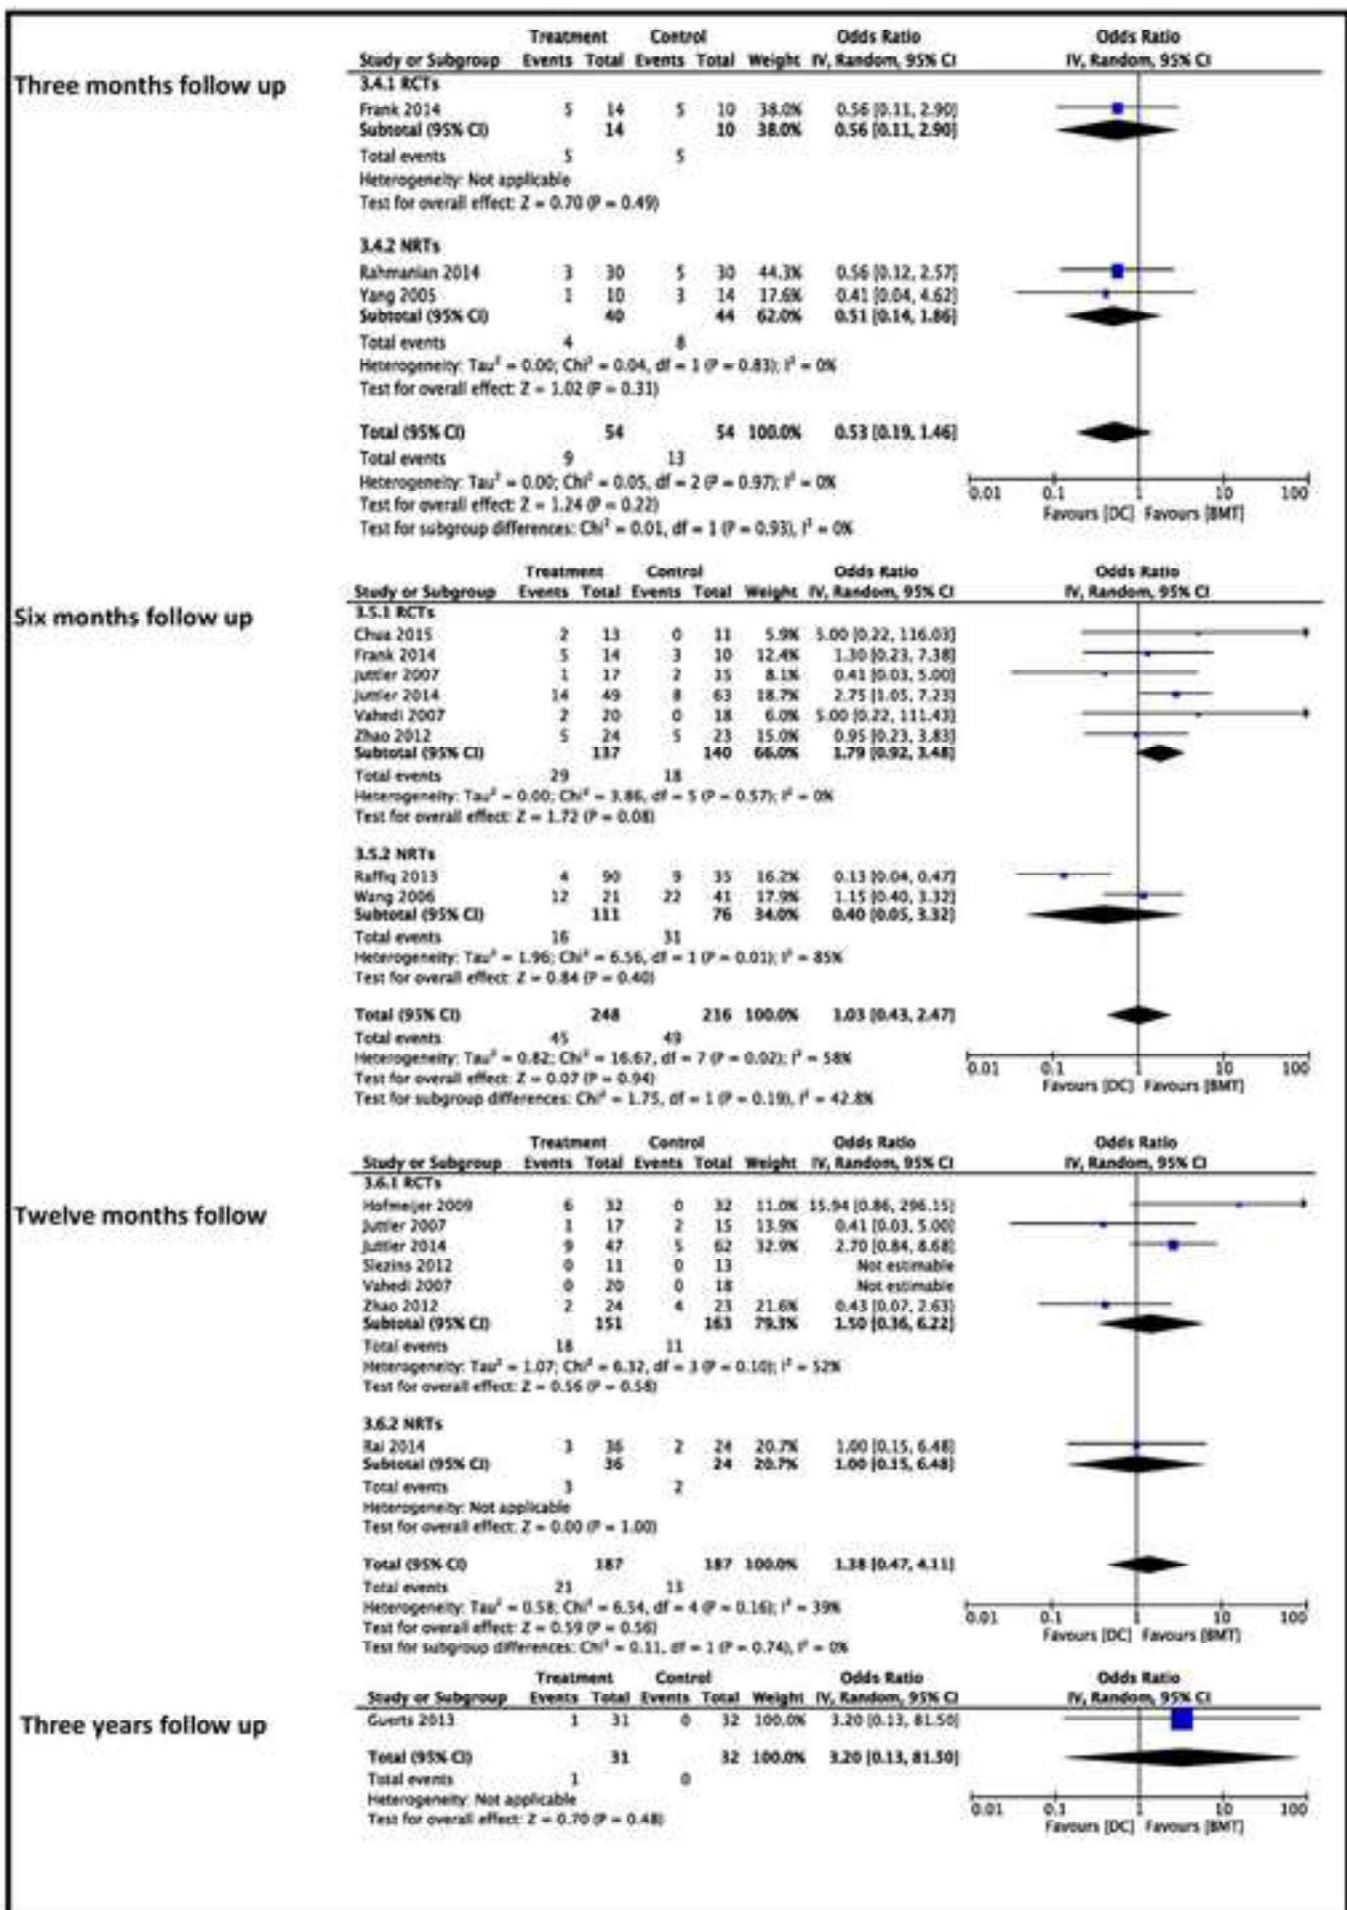 Three months follow up
Treatment Control Odds Ratio Odds Ratio
Study or Subgroup Events Total Events Total Weight IV, Random, 95% CI IV, Random, 95% CI
3.4.1 RCTs
Frank 2014 5 14 5 10 38.0% 0.56 [0.11, 2.90]
Subtotal (95% CI) 14 10 38.0% 0.56 [0.11, 2.90]
Total events 5 5
Heterogeneity: Not applicable
Test for overall effect: Z = 0.70 (P = 0.49)
3.4.2 NRTs
Rahmanian 2014 3 30 5 30 44.3% 0.56 [0.12, 2.57]
Yang 2005 1 10 3 14 17.6% 0.41 [0.04, 4.62]
Subtotal (95% CI) 40 44 62.0% 0.51 [0.14, 1.86]
Total events 4 8
Heterogeneity: Tau² = 0.00; Chi² = 0.04, df = 1 (P = 0.83); I² = 0%
Test for overall effect: Z = 1.02 (P = 0.31)
Total (95% CI) 54 54 100.0% 0.53 [0.19, 1.46]
Total events 9 13
Heterogeneity: Tau² = 0.00; Chi² = 0.05, df = 2 (P = 0.97); I² = 0%
Test for overall effect: Z = 1.24 (P = 0.22)
Test for subgroup differences: Chi² = 0.01, df = 1 (P = 0.93), I² = 0%
0.01 0.1 1 10 100
Favours [DC] Favours [BMT]
Six months follow up
Treatment Control Odds Ratio Odds Ratio
Study or Subgroup Events Total Events Total Weight IV, Random, 95% CI IV, Random, 95% CI
3.5.1 RCTs
Chua 2015 2 13 0 11 5.9% 5.00 [0.22, 116.03]
Frank 2014 5 14 3 10 12.4% 1.30 [0.23, 7.38]
Juttler 2007 1 17 2 15 8.1% 0.41 [0.03, 5.00]
Juttler 2014 14 49 8 63 18.7% 2.75 [1.05, 7.23]
Vahedi 2007 2 20 0 18 6.0% 5.00 [0.22, 111.43]
Zhao 2012 5 24 5 23 15.0% 0.95 [0.23, 3.83]
Subtotal (95% CI) 137 140 66.0% 1.79 [0.92, 3.48]
Total events 29 18
Heterogeneity: Tau² = 0.00; Chi² = 3.86, df = 5 (P = 0.57); I² = 0%
Test for overall effect: Z = 1.72 (P = 0.08)
3.5.2 NRTs
Raffiq 2013 4 90 9 35 16.2% 0.13 [0.04, 0.47]
Wang 2006 12 21 22 41 17.9% 1.15 [0.40, 3.32]
Subtotal (95% CI) 111 76 34.0% 0.40 [0.05, 3.32]
Total events 16 31
Heterogeneity: Tau² = 1.96; Chi² = 6.56, df = 1 (P = 0.01); I² = 85%
Test for overall effect: Z = 0.84 (P = 0.40)
Total (95% CI) 248 216 100.0% 1.03 [0.43, 2.47]
Total events 45 49
Heterogeneity: Tau² = 0.82; Chi² = 16.67, df = 7 (P = 0.02); I² = 58%
Test for overall effect: Z = 0.07 (P = 0.94)
Test for subgroup differences: Chi² = 1.75, df = 1 (P = 0.19), I² = 42.8%
0.01 0.1 1 10 100
Favours [DC] Favours [BMT]
Twelve months follow
Treatment Control Odds Ratio Odds Ratio
Study or Subgroup Events Total Events Total Weight IV, Random, 95% CI IV, Random, 95% CI
3.6.1 RCTs
Hofmeijer 2009 6 32 0 32 11.0% 15.94 [0.86, 296.15]
Juttler 2007 1 17 2 15 13.9% 0.41 [0.03, 5.00]
Juttler 2014 9 47 5 62 32.9% 2.70 [0.84, 8.68]
Slezins 2012 0 11 0 13 Not estimable
Vahedi 2007 0 20 0 18 Not estimable
Zhao 2012 2 24 4 23 21.6% 0.43 [0.07, 2.63]
Subtotal (95% CI) 151 163 79.3% 1.50 [0.36, 6.22]
Total events 18 11
Heterogeneity: Tau² = 1.07; Chi² = 6.32, df = 3 (P = 0.10); I² = 52%
Test for overall effect: Z = 0.56 (P = 0.58)
3.6.2 NRTs
Rai 2014 3 36 2 24 20.7% 1.00 [0.15, 6.48]
Subtotal (95% CI) 36 24 20.7% 1.00 [0.15, 6.48]
Total events 3 2
Heterogeneity: Not applicable
Test for overall effect: Z = 0.00 (P = 1.00)
Total (95% CI) 187 187 100.0% 1.38 [0.47, 4.11]
Total events 21 13
Heterogeneity: Tau² = 0.58; Chi² = 6.54, df = 4 (P = 0.16); I² = 39%
Test for overall effect: Z = 0.59 (P = 0.56)
Test for subgroup differences: Chi² = 0.11, df = 1 (P = 0.74), I² = 0%
0.01 0.1 1 10 100
Favours [DC] Favours [BMT]
Three years follow up
Treatment Control Odds Ratio Odds Ratio
Study or Subgroup Events Total Events Total Weight IV, Random, 95% CI IV, Random, 95% CI
Guerts 2013 1 31 0 32 100.0% 3.20 [0.13, 81.50]
Total (95% CI) 31 32 100.0% 3.20 [0.13, 81.50]
Total events 1 0
Heterogeneity: Not applicable
Test for overall effect: Z = 0.70 (P = 0.48)
0.01 0.1 1 10 100
Favours [DC] Favours [BMT]